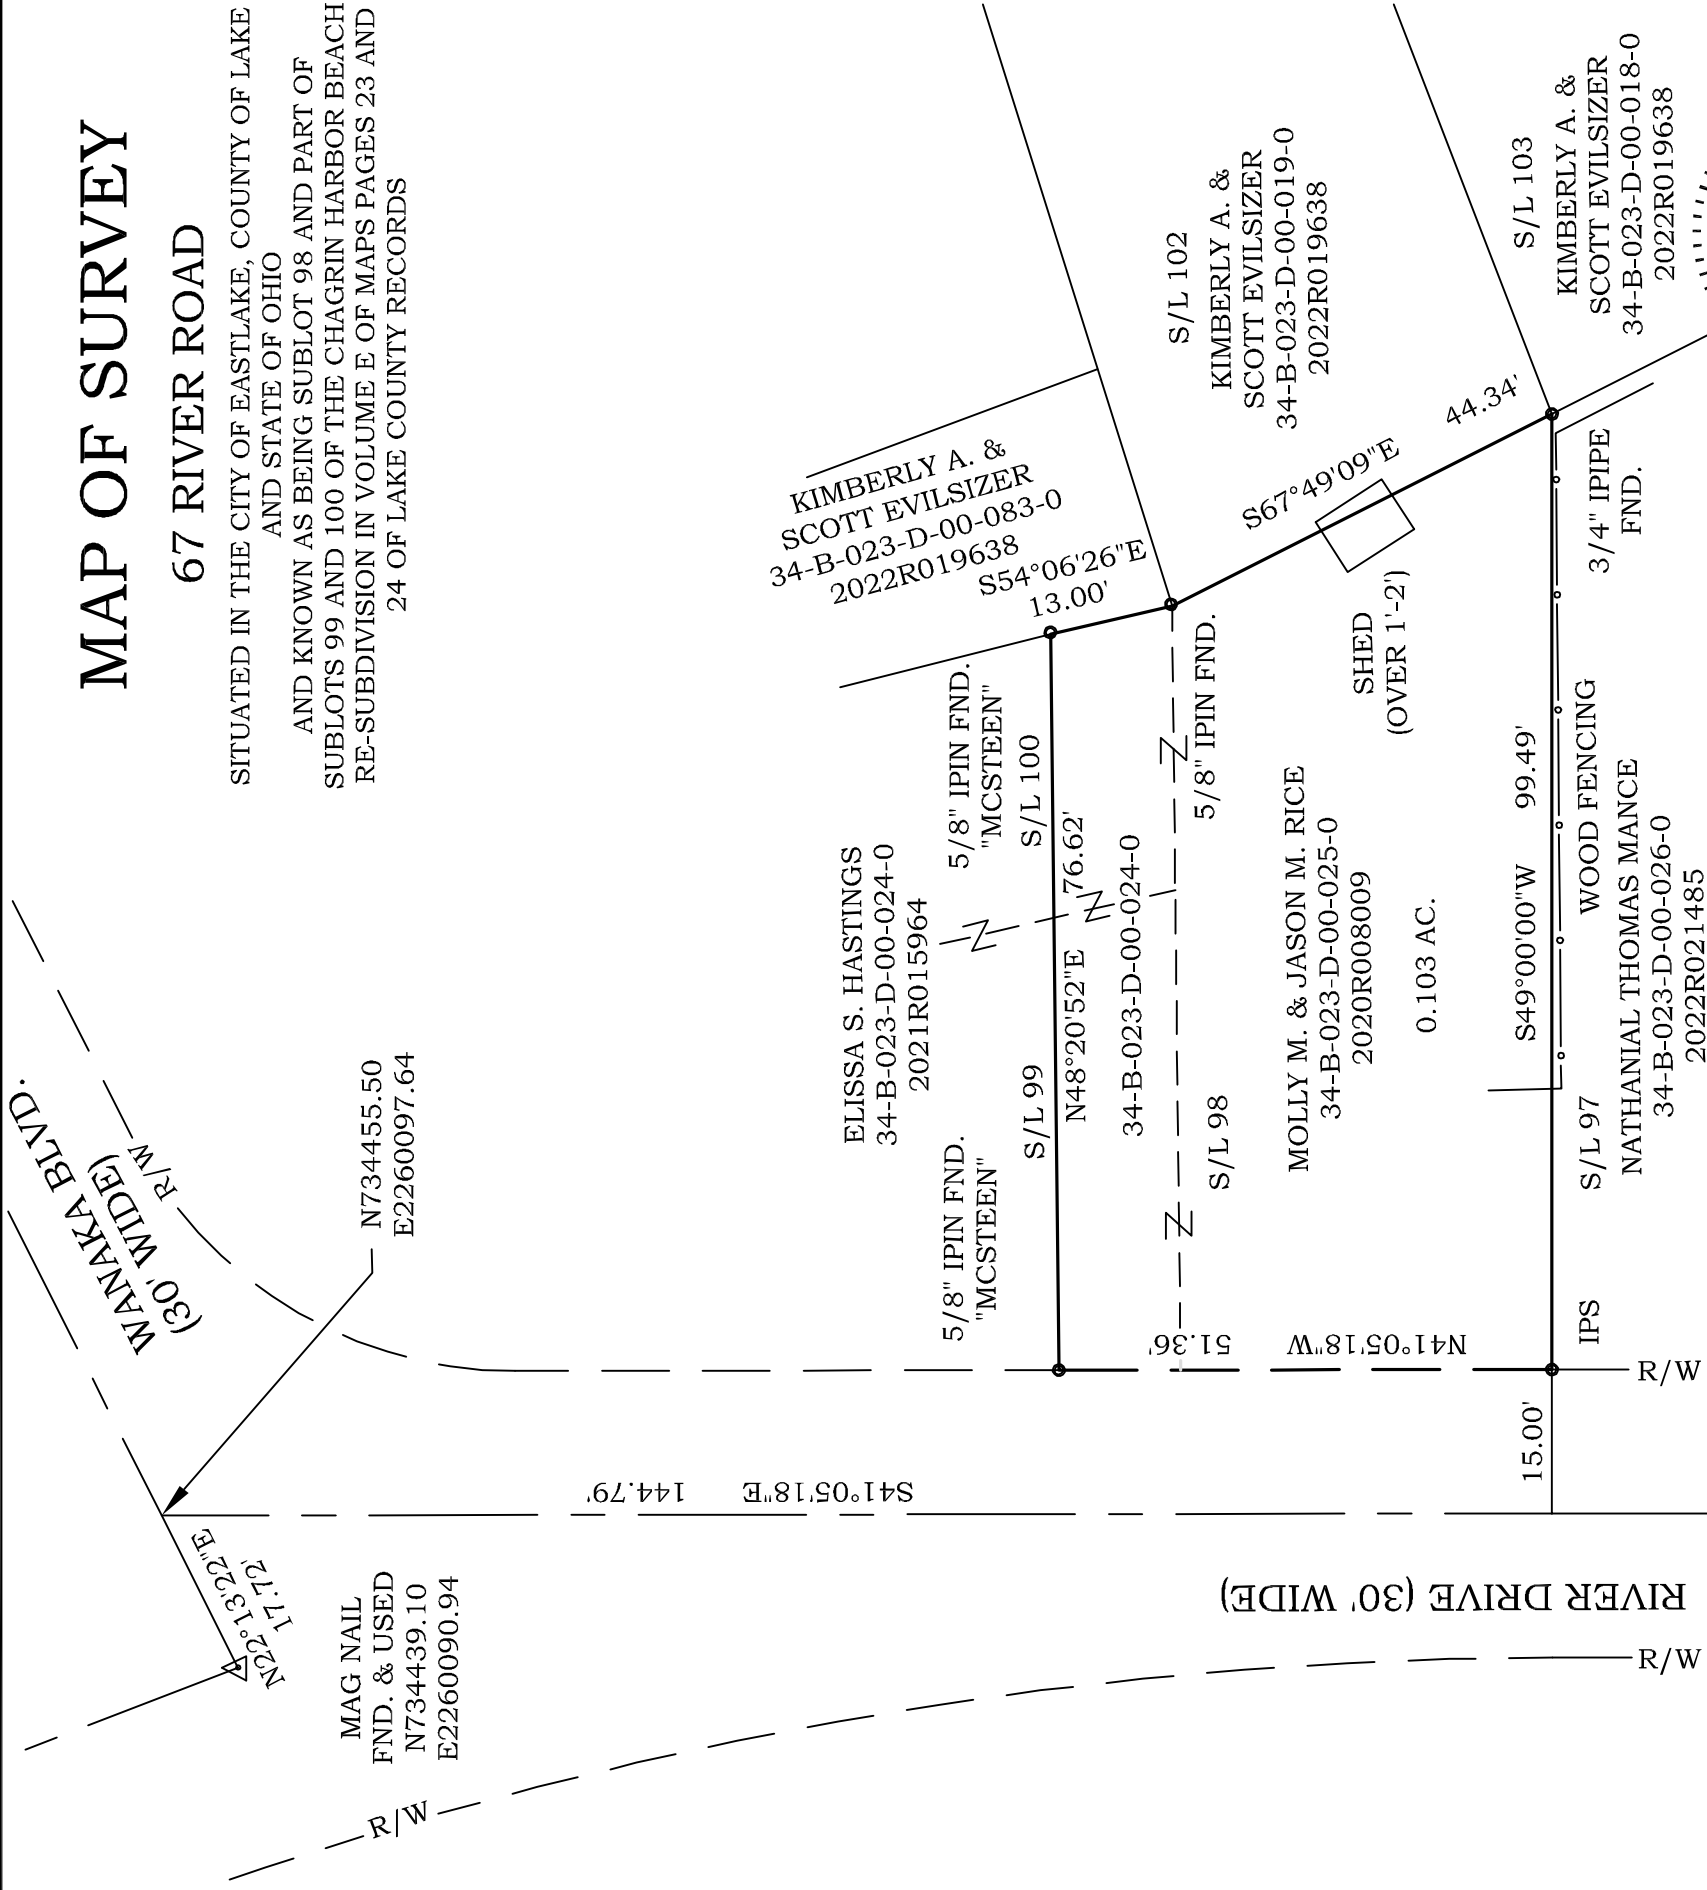 MAP OF SURVEY
67 RIVER ROAD
SITUATED IN THE CITY OF EASTLAKE, COUNTY OF LAKE
AND STATE OF OHIO
AND KNOWN AS BEING SUBLOT 98 AND PART OF
SUBLOTS 99 AND 100 OF THE CHAGRIN HARBOR BEACH
RE-SUBDIVISION IN VOLUME E OF MAPS PAGES 23 AND
24 OF LAKE COUNTY RECORDS
WANAKA BLVD.
(30' WIDE)
R/W
N734455.50
E2260097.64
N22°13'22"E
17.72'
MAG NAIL
FND. & USED
N734439.10
E2260090.94
R/W
S41°05'18"E 144.79'
RIVER DRIVE (30' WIDE)
R/W
R/W
15.00'
N41°05'18"W 51.36'
IPS
5/8" IPIN FND.
"MCSTEEN"
ELISSA S. HASTINGS
34-B-023-D-00-024-0
2021R015964
5/8" IPIN FND.
"MCSTEEN"
S/L 99
S/L 100
N48°20'52"E 76.62'
34-B-023-D-00-024-0
KIMBERLY A. &
SCOTT EVILSIZER
34-B-023-D-00-083-0
2022R019638
S54°06'26"E
13.00'
5/8" IPIN FND.
S/L 98
MOLLY M. & JASON M. RICE
34-B-023-D-00-025-0
2020R008009
0.103 AC.
SHED
(OVER 1'-2')
S67°49'09"E 44.34'
S/L 102
KIMBERLY A. &
SCOTT EVILSIZER
34-B-023-D-00-019-0
2022R019638
S/L 103
KIMBERLY A. &
SCOTT EVILSIZER
34-B-023-D-00-018-0
2022R019638
S49°00'00"W 99.49'
3/4" IPIPE
FND.
WOOD FENCING
S/L 97
NATHANIAL THOMAS MANCE
34-B-023-D-00-026-0
2022R021485